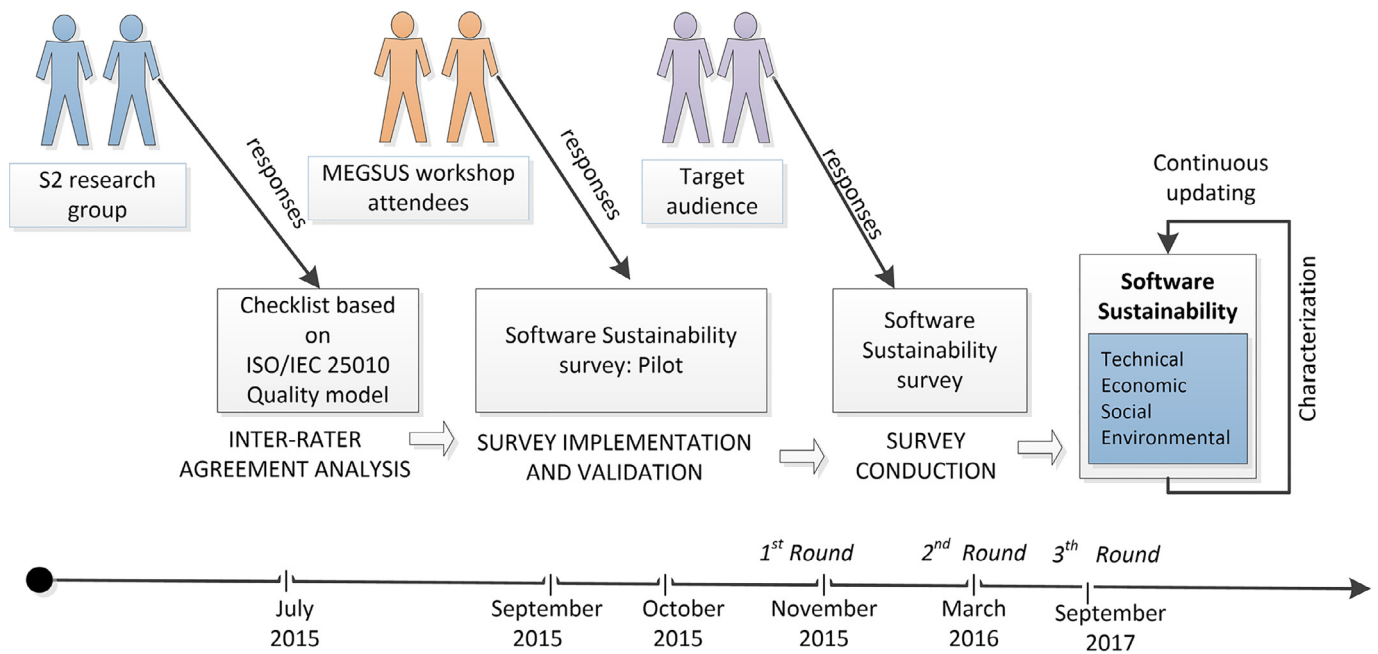 S2 research
group
responses
MEGSUS workshop
attendees
responses
Target
audience
responses
Continuous
updating
Checklist based
on
ISO/IEC 25010
Quality model
Software Sustainability
survey: Pilot
Software
Sustainability
survey
Software
Sustainability
Technical
Economic
Social
Environmental
Characterization
INTER-RATER
AGREEMENT ANALYSIS
SURVEY IMPLEMENTATION
AND VALIDATION
SURVEY
CONDUCTION
1st Round
2nd Round
3th Round
July
2015
September
2015
October
2015
November
2015
March
2016
September
2017